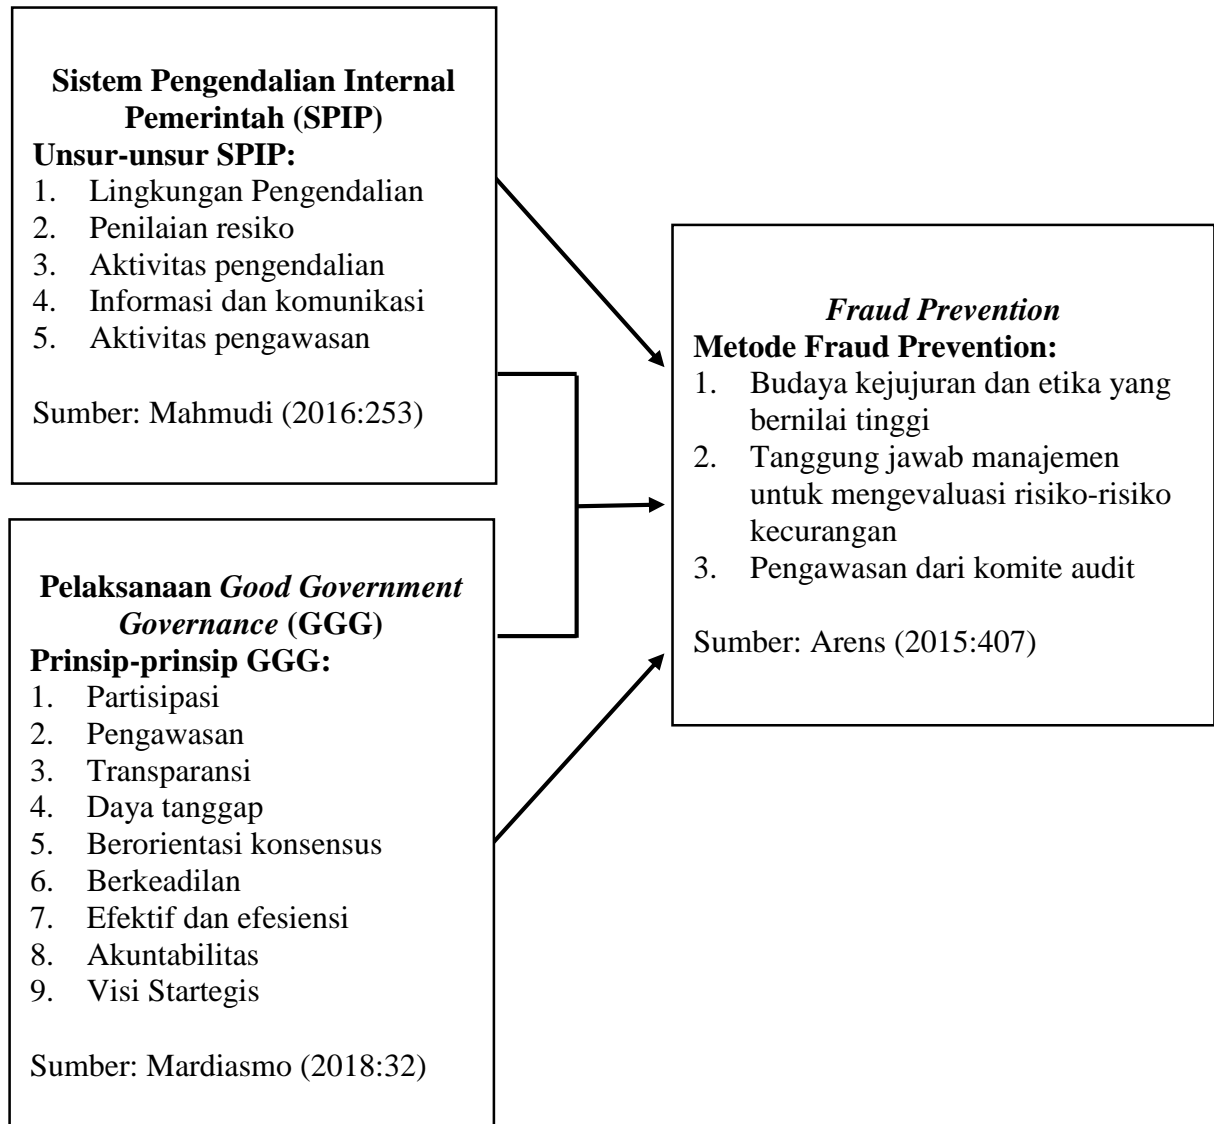 Sistem Pengendalian Internal
Pemerintah (SPIP)
Unsur-unsur SPIP:
1. Lingkungan Pengendalian
2. Penilaian resiko
3. Aktivitas pengendalian
4. Informasi dan komunikasi
5. Aktivitas pengawasan
Sumber: Mahmudi (2016:253)
Pelaksanaan Good Government
Governance (GGG)
Prinsip-prinsip GGG:
1. Partisipasi
2. Pengawasan
3. Transparansi
4. Daya tanggap
5. Berorientasi konsensus
6. Berkeadilan
7. Efektif dan efesiensi
8. Akuntabilitas
9. Visi Startegis
Sumber: Mardiasmo (2018:32)
Fraud Prevention
Metode Fraud Prevention:
1. Budaya kejujuran dan etika yang
bernilai tinggi
2. Tanggung jawab manajemen
untuk mengevaluasi risiko-risiko
kecurangan
3. Pengawasan dari komite audit
Sumber: Arens (2015:407)